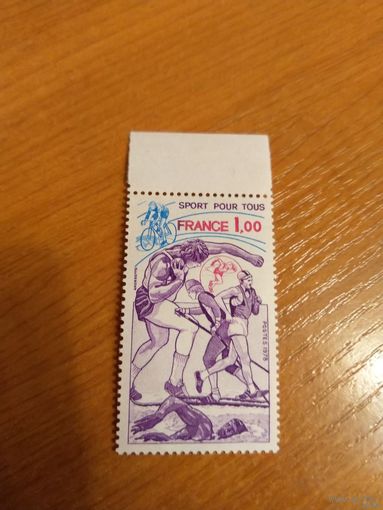 SPORT POUR TOUS
FRANCE 1,00
POSTES 1978